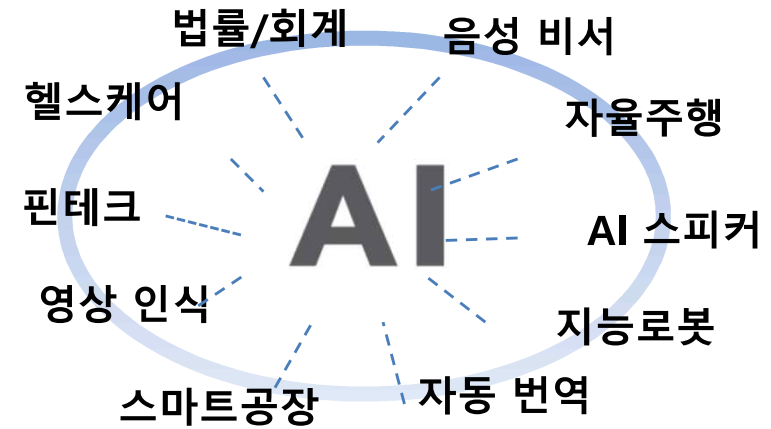 법률/회계
음성 비서
헬스케어
자율주행
AI
핀테크
AI 스피커
영상 인식
지능로봇
스마트공장
자동 번역